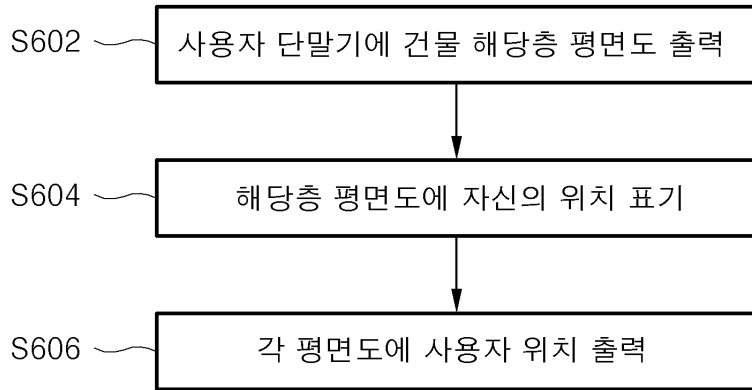 S602 사용자 단말기에 건물 해당층 평면도 출력
S604 해당층 평면도에 자신의 위치 표기
S606 각 평면도에 사용자 위치 출력